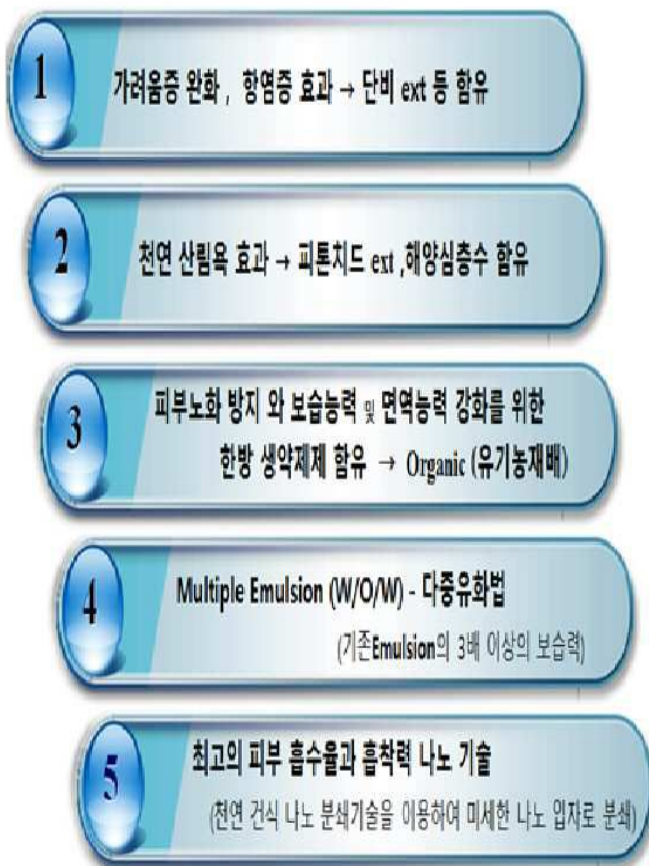 1
가려움증 완화 , 항염증 효과 → 단비 ext 등 함유
2
천연 산림욕 효과 → 피톤치드 ext ,해양심층수 함유
3
피부노화 방지 와 보습능력 및 면역능력 강화를 위한
한방 생약제제 함유 → Organic (유기농재배)
4
Multiple Emulsion (W/O/W) - 다중유화법
(기존Emulsion의 3배 이상의 보습력)
5
최고의 피부 흡수율과 흡착력 나노 기술
(천연 건식 나노 분쇄기술을 이용하여 미세한 나노 입자로 분쇄)